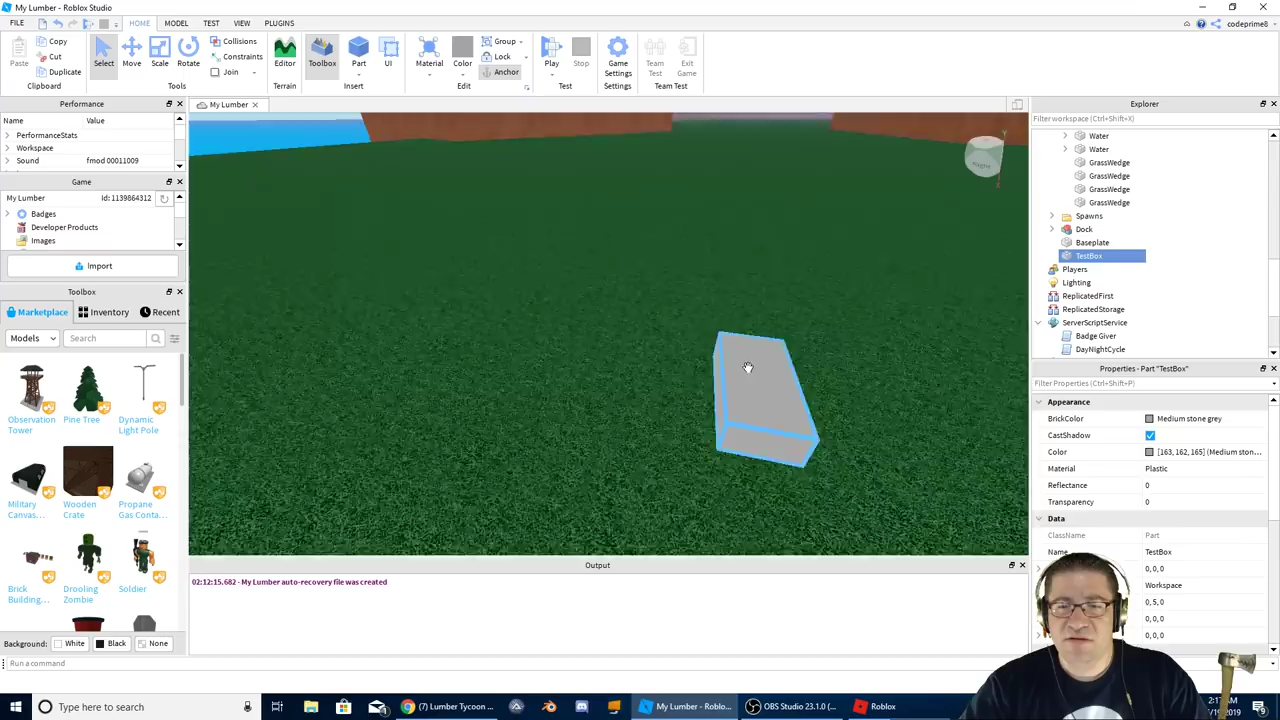 My Lumber - Roblox Studio
FILE
HOME
MODEL
TEST
VIEW
PLUGINS
codeprime8
Paste
Copy
Cut
Duplicate
Clipboard
Select
Move
Scale
Rotate
Collisions
Constraints
Join
Tools
Editor
Terrain
Toolbox
Part
UI
Insert
Material
Color
Group
Lock
Anchor
Edit
Play
Stop
Test
Game
Settings
Settings
Team
Test
Exit
Game
Team Test
Performance
Name
Value
PerformanceStats
Workspace
Sound
fmod 00011009
Game
My Lumber
Id: 1139864312
Badges
Developer Products
Images
Import
Toolbox
Marketplace
Inventory
Recent
Models
Search
Observation
Tower
Pine Tree
Dynamic
Light Pole
Military
Canvas...
Wooden
Crate
Propane
Gas Conta...
Brick
Building...
Drooling
Zombie
Soldier
Background:
White
Black
None
Run a command
My Lumber
Right
Output
02:12:15.682 - My Lumber auto-recovery file was created
Explorer
Filter workspace (Ctrl+Shift+X)
Water
Water
GrassWedge
GrassWedge
GrassWedge
GrassWedge
Spawns
Dock
Baseplate
TestBox
Players
Lighting
ReplicatedFirst
ReplicatedStorage
ServerScriptService
Badge Giver
DayNightCycle
Properties - Part "TestBox"
Filter Properties (Ctrl+Shift+P)
Appearance
BrickColor
Medium stone grey
CastShadow
Color
[163, 162, 165] (Medium ston...
Material
Plastic
Reflectance
0
Transparency
0
Data
ClassName
Part
Name
TestBox
0, 0, 0
Workspace
0, 5, 0
0, 0, 0
0, 0, 0
Type here to search
(7) Lumber Tycoon ...
My Lumber - Roblo...
OBS Studio 23.1.0 (...
Roblox